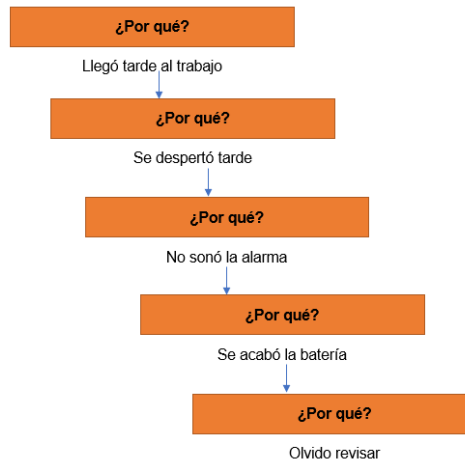 ¿Por qué?
Llegó tarde al trabajo
¿Por qué?
Se despertó tarde
¿Por qué?
No sonó la alarma
¿Por qué?
Se acabó la batería
¿Por qué?
Olvido revisar